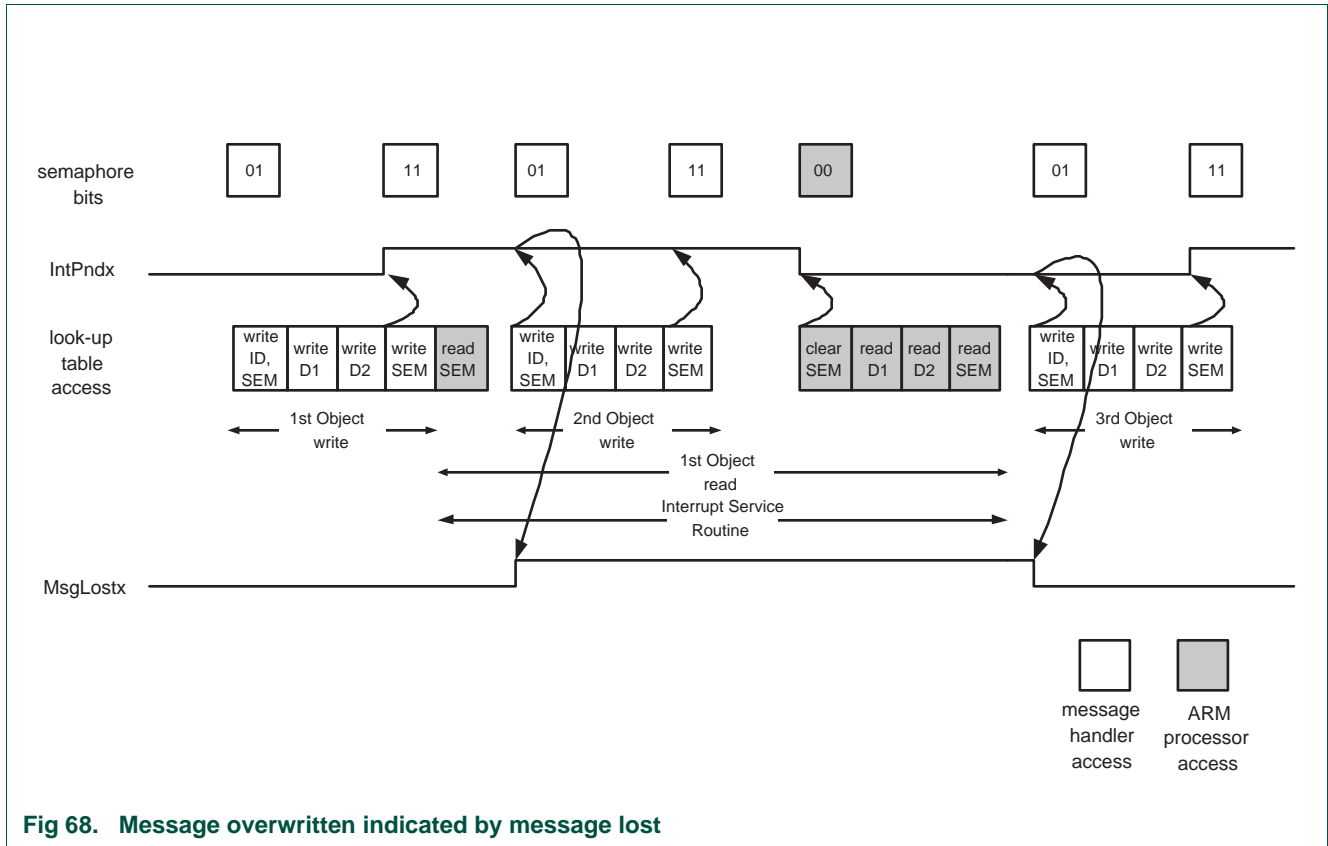 semaphore
bits
01
11
01
11
00
01
11
IntPndx
look-up
table
access
write
ID,
SEM
write
D1
write
D2
write
SEM
read
SEM
write
ID,
SEM
write
D1
write
D2
write
SEM
clear
SEM
read
D1
read
D2
read
SEM
write
ID,
SEM
write
D1
write
D2
write
SEM
1st Object
write
2nd Object
write
3rd Object
write
1st Object
read
Interrupt Service
Routine
MsgLostx
message
handler
access
ARM
processor
access
Fig 68. Message overwritten indicated by message lost